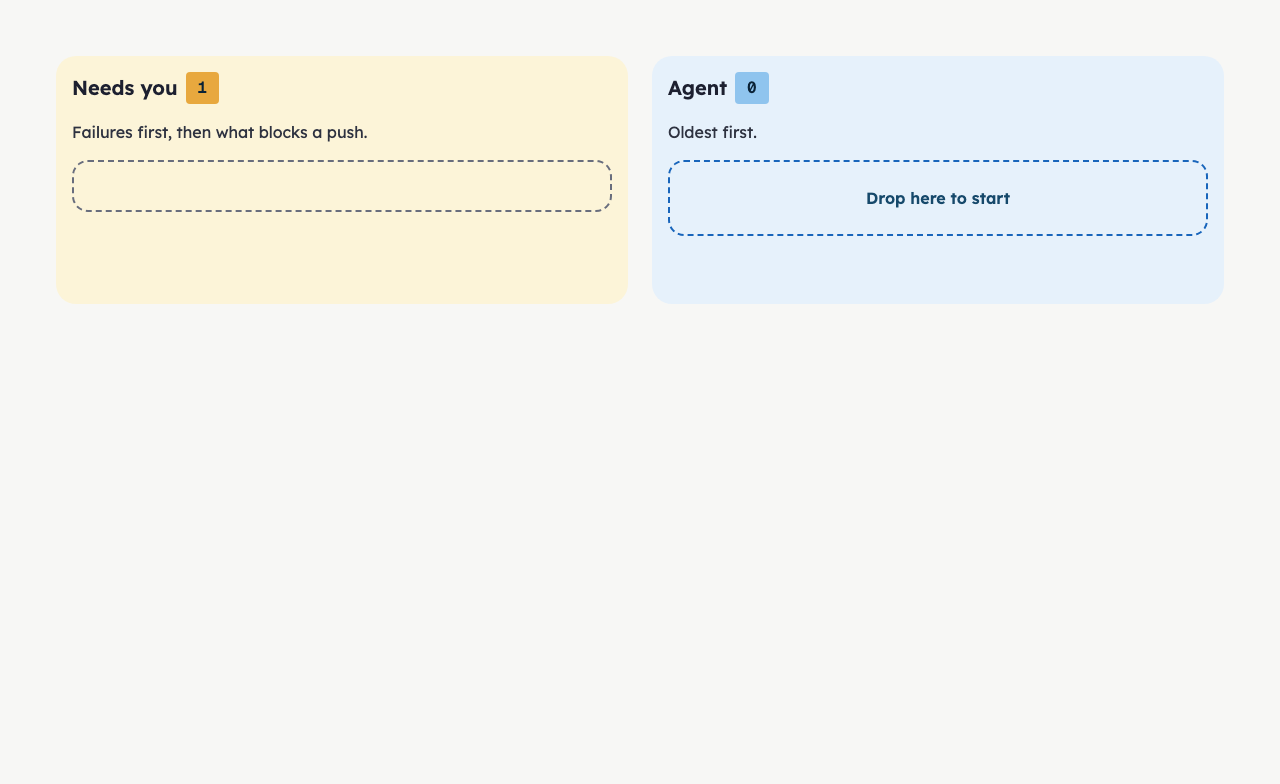 Needs you 1
Failures first, then what blocks a push.
Agent 0
Oldest first.
Drop here to start